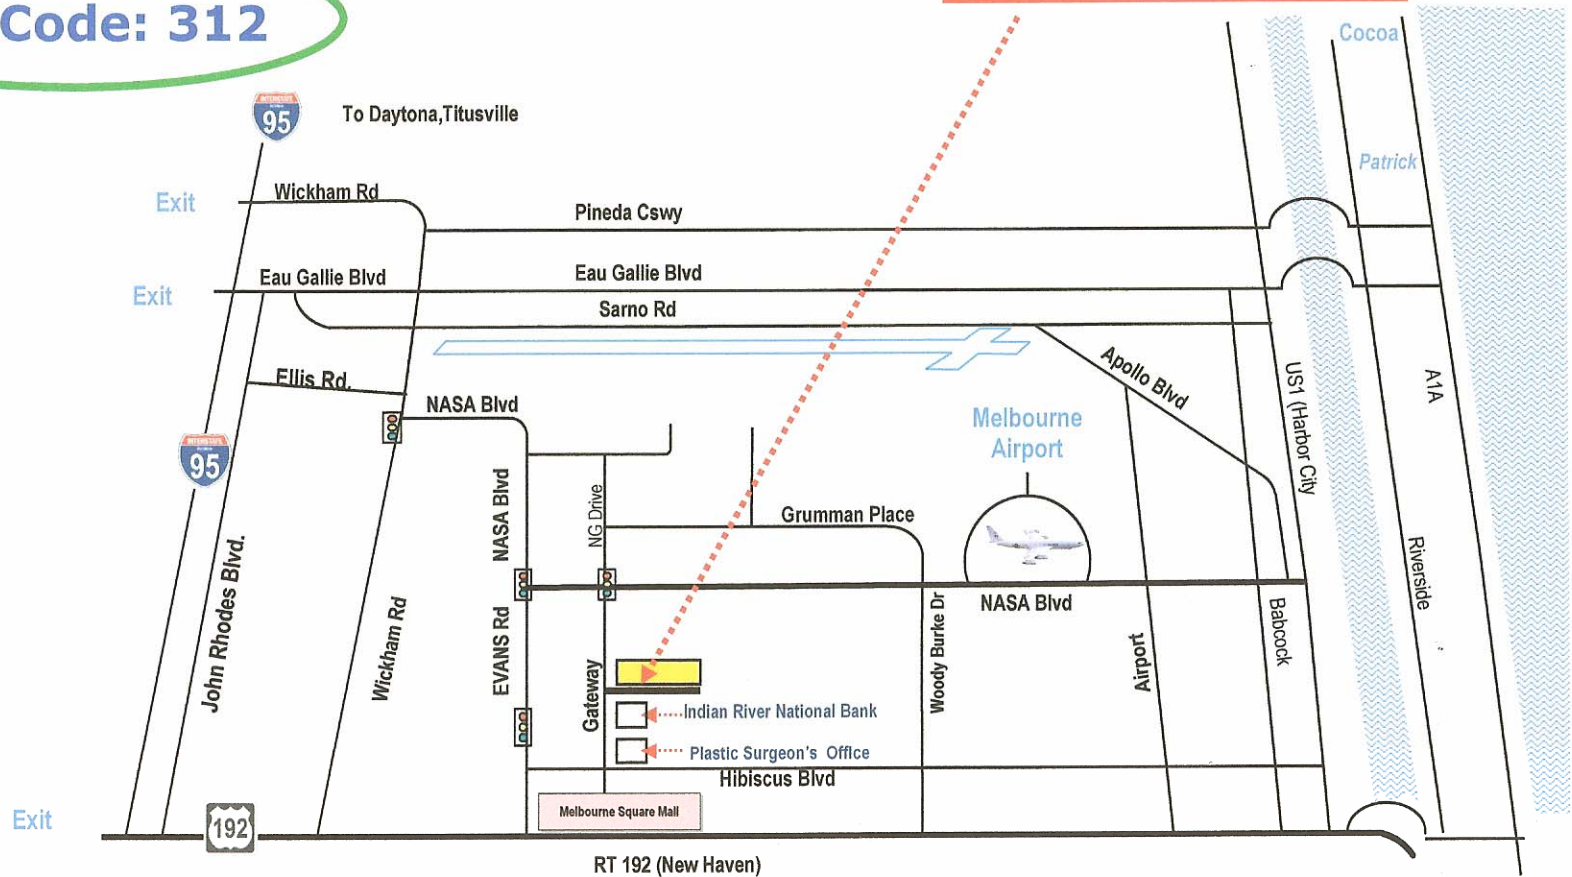 Code: 312
Cocoa
INTERSTATE
95
To Daytona,Titusville
Patrick
Exit
Wickham Rd
Pineda Cswy
Exit
Eau Gallie Blvd
Eau Gallie Blvd
Sarno Rd
Ellis Rd.
NASA Blvd
Apollo Blvd
Melbourne
Airport
US1 (Harbor City
A1A
INTERSTATE
95
NASA Blvd
NG Drive
Grumman Place
John Rhodes Blvd.
Wickham Rd
EVANS Rd
Gateway
Woody Burke Dr
NASA Blvd
Airport
Babcock
Riverside
Indian River National Bank
Plastic Surgeon's Office
Hibiscus Blvd
Melbourne Square Mall
Exit
192
RT 192 (New Haven)